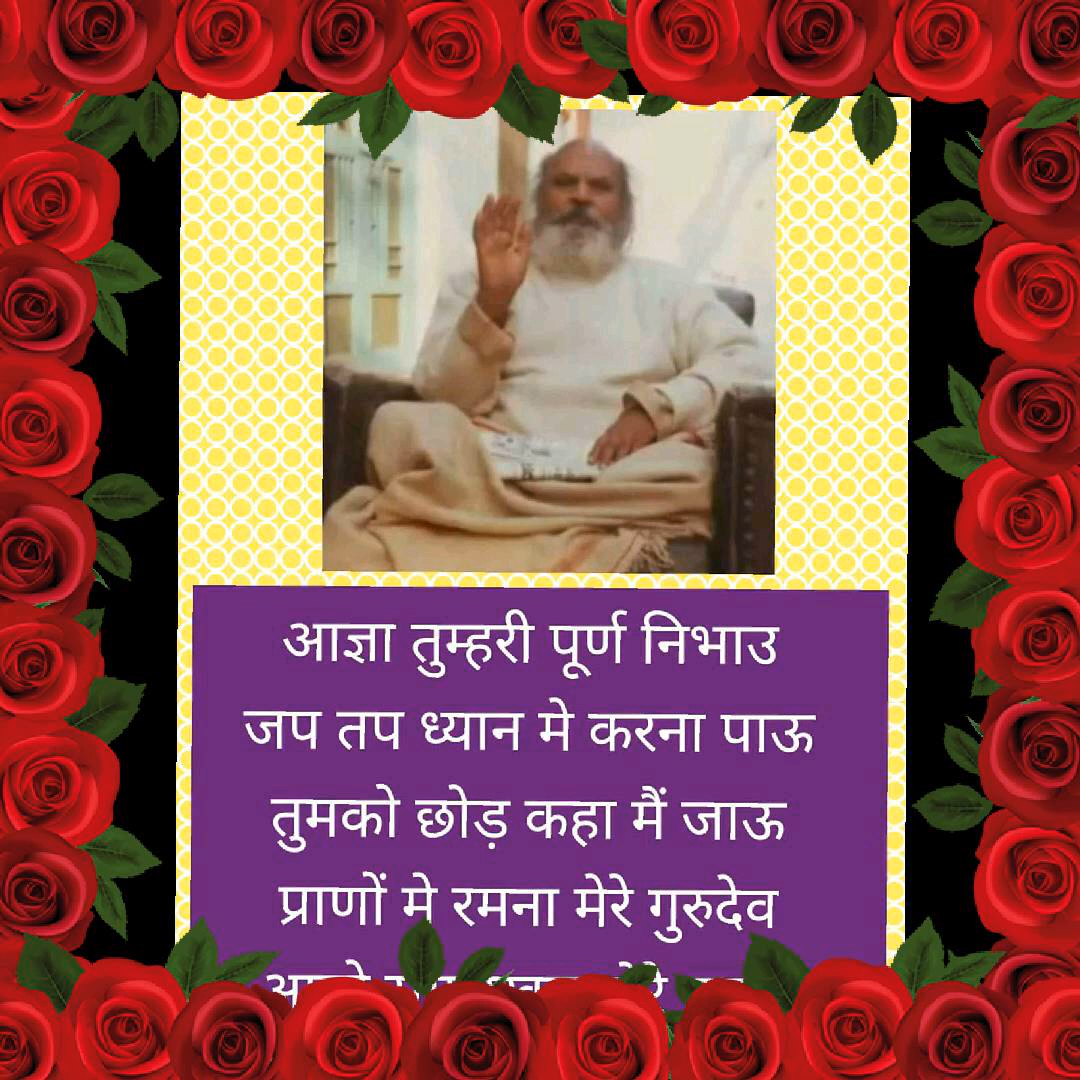 आज्ञा तुम्हरी पूर्ण निभाउ
जप तप ध्यान मे करना पाऊ
तुमको छोड़ कहा मैं जाऊ
प्राणों मे रमना मेरे गुरुदेव